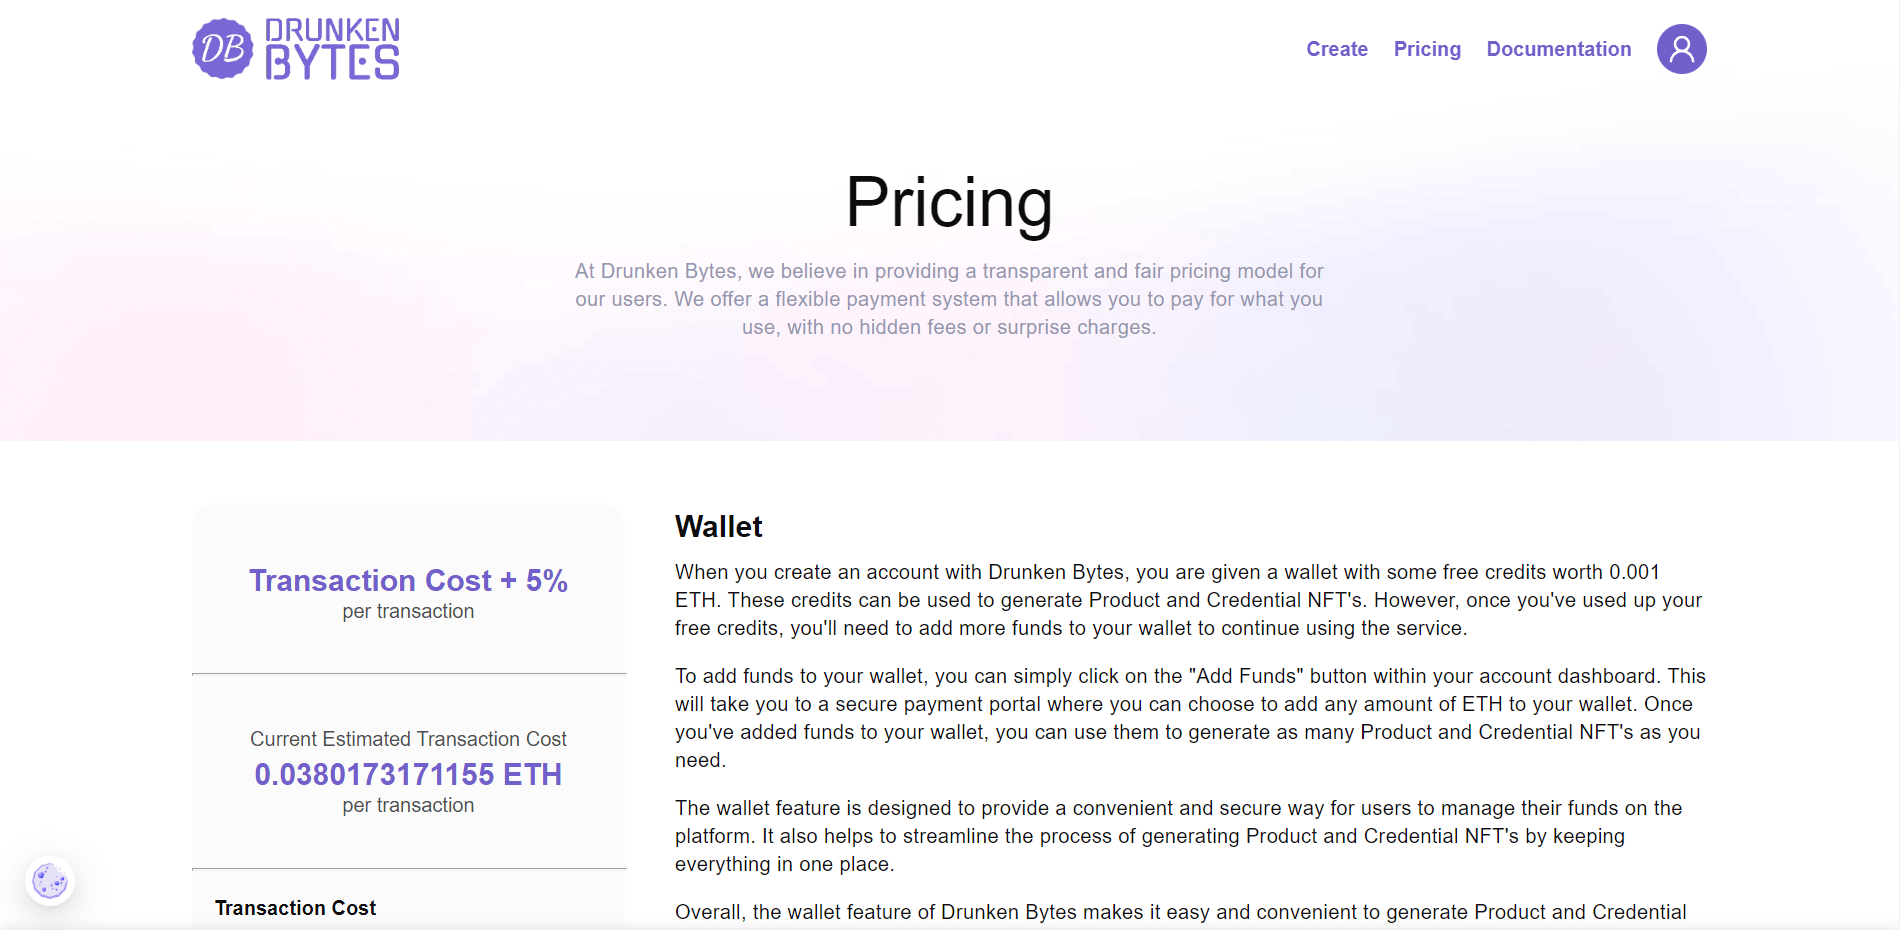 DB
DRUNKEN
BYTES
Create Pricing Documentation
Pricing
At Drunken Bytes, we believe in providing a transparent and fair pricing model for
our users. We offer a flexible payment system that allows you to pay for what you
use, with no hidden fees or surprise charges.
Transaction Cost + 5%
per transaction
Current Estimated Transaction Cost
0.0380173171155 ETH
per transaction
Transaction Cost
Wallet
When you create an account with Drunken Bytes, you are given a wallet with some free credits worth 0.001
ETH. These credits can be used to generate Product and Credential NFT's. However, once you've used up your
free credits, you'll need to add more funds to your wallet to continue using the service.
To add funds to your wallet, you can simply click on the "Add Funds" button within your account dashboard. This
will take you to a secure payment portal where you can choose to add any amount of ETH to your wallet. Once
you've added funds to your wallet, you can use them to generate as many Product and Credential NFT's as you
need.
The wallet feature is designed to provide a convenient and secure way for users to manage their funds on the
platform. It also helps to streamline the process of generating Product and Credential NFT's by keeping
everything in one place.
Overall, the wallet feature of Drunken Bytes makes it easy and convenient to generate Product and Credential